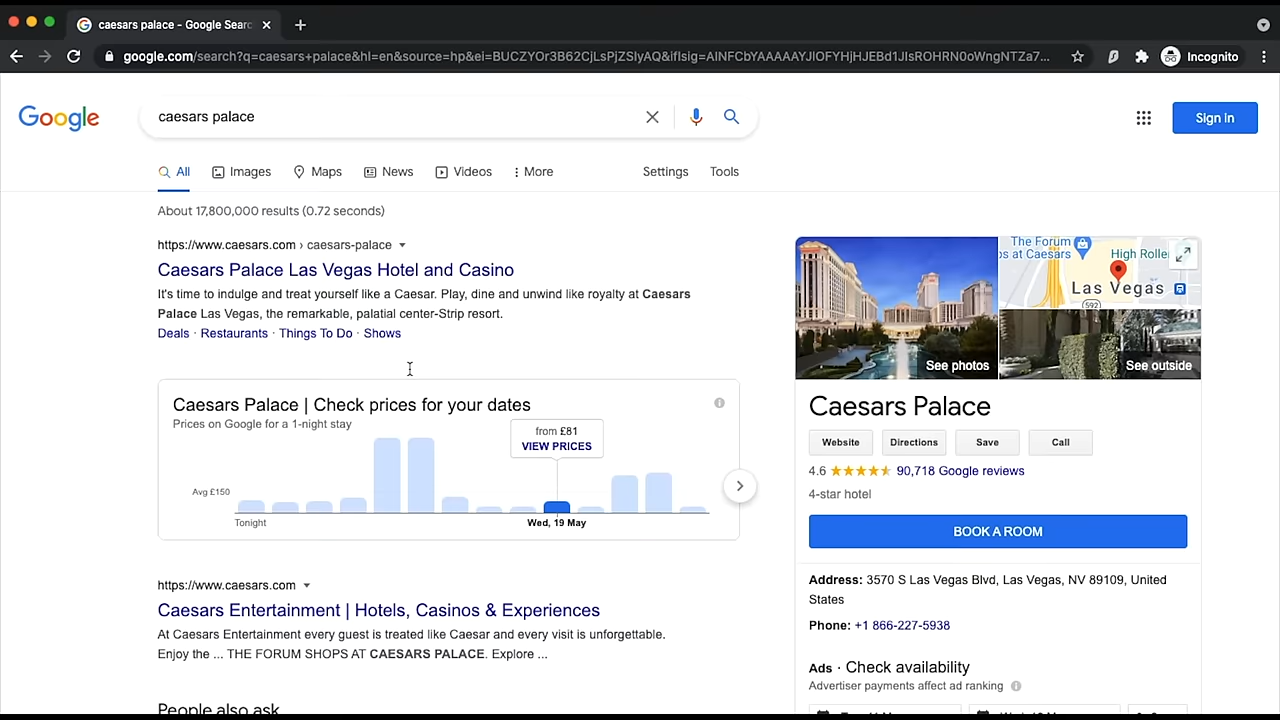 caesars palace - Google Searc
google.com/search?q=caesars+palace&hl=en&source=hp&ei=BUCZYOr3B62CjLsPjZSIyAQ&iflsig=AINFCbYAAAAAYJlOFYHjHJEBd1JIsROHRN0oWngNTZa7...
Incognito
Google
caesars palace
Sign in
All
Images
Maps
News
Videos
More
Settings
Tools
About 17,800,000 results (0.72 seconds)
https://www.caesars.com › caesars-palace
Caesars Palace Las Vegas Hotel and Casino
It's time to indulge and treat yourself like a Caesar. Play, dine and unwind like royalty at Caesars
Palace Las Vegas, the remarkable, palatial center-Strip resort.
Deals · Restaurants · Things To Do · Shows
Caesars Palace | Check prices for your dates
Prices on Google for a 1-night stay
from £81
VIEW PRICES
Avg £150
Tonight
Wed, 19 May
https://www.caesars.com
Caesars Entertainment | Hotels, Casinos & Experiences
At Caesars Entertainment every guest is treated like Caesar and every visit is unforgettable.
Enjoy the ... THE FORUM SHOPS AT CAESARS PALACE. Explore ...
People also ask
The Forum
ps at Caesars
High Rolle
Las Vegas
592
See photos
See outside
Caesars Palace
Website
Directions
Save
Call
4.6
90,718 Google reviews
4-star hotel
BOOK A ROOM
Address: 3570 S Las Vegas Blvd, Las Vegas, NV 89109, United
States
Phone: +1 866-227-5938
Ads · Check availability
Advertiser payments affect ad ranking